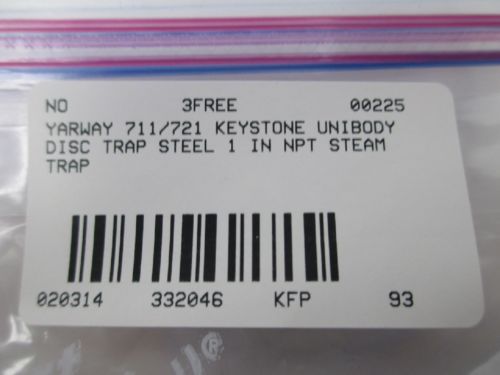 NO 3FREE 00225
YARWAY 711/721 KEYSTONE UNIBODY
DISC TRAP STEEL 1 IN NPT STEAM
TRAP
020314 332046 KFP 93
®